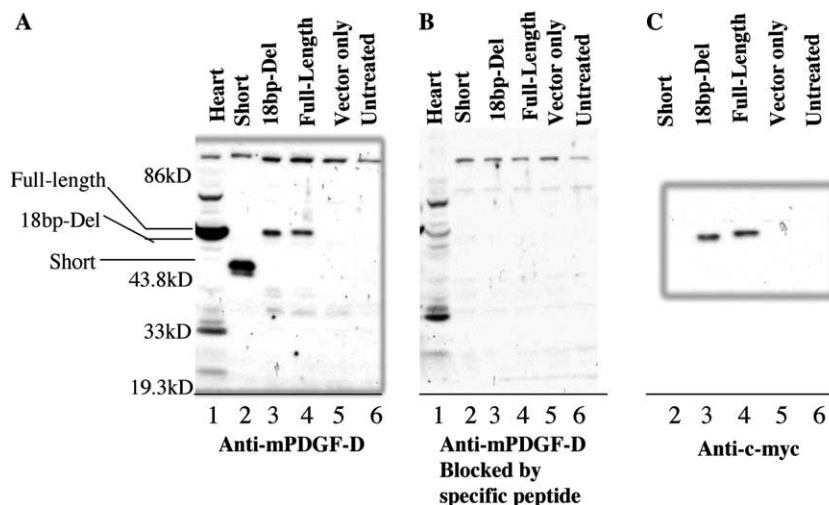 A
Heart
Short
18bp-Del
Full-Length
Vector only
Untreated
Full-length
18bp-Del
Short
86kD
43.8kD
33kD
19.3kD
1 2 3 4 5 6
Anti-mPDGF-D
B
Heart
Short
18bp-Del
Full-Length
Vector only
Untreated
1 2 3 4 5 6
Anti-mPDGF-D
Blocked by
specific peptide
C
Short
18bp-Del
Full-Length
Vector only
Untreated
2 3 4 5 6
Anti-c-myc